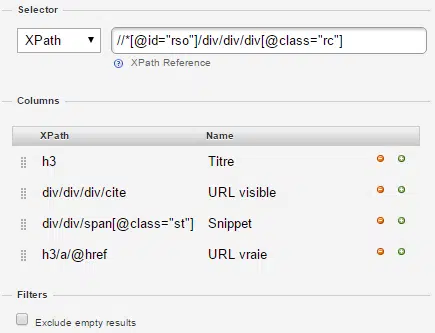 Selector
XPath //*[@id="rso"]/div/div/div[@class="rc"]
XPath Reference
Columns
XPath Name
h3 Titre
div/div/div/cite URL visible
div/div/span[@class="st"] Snippet
h3/a/@href URL vraie
Filters
Exclude empty results